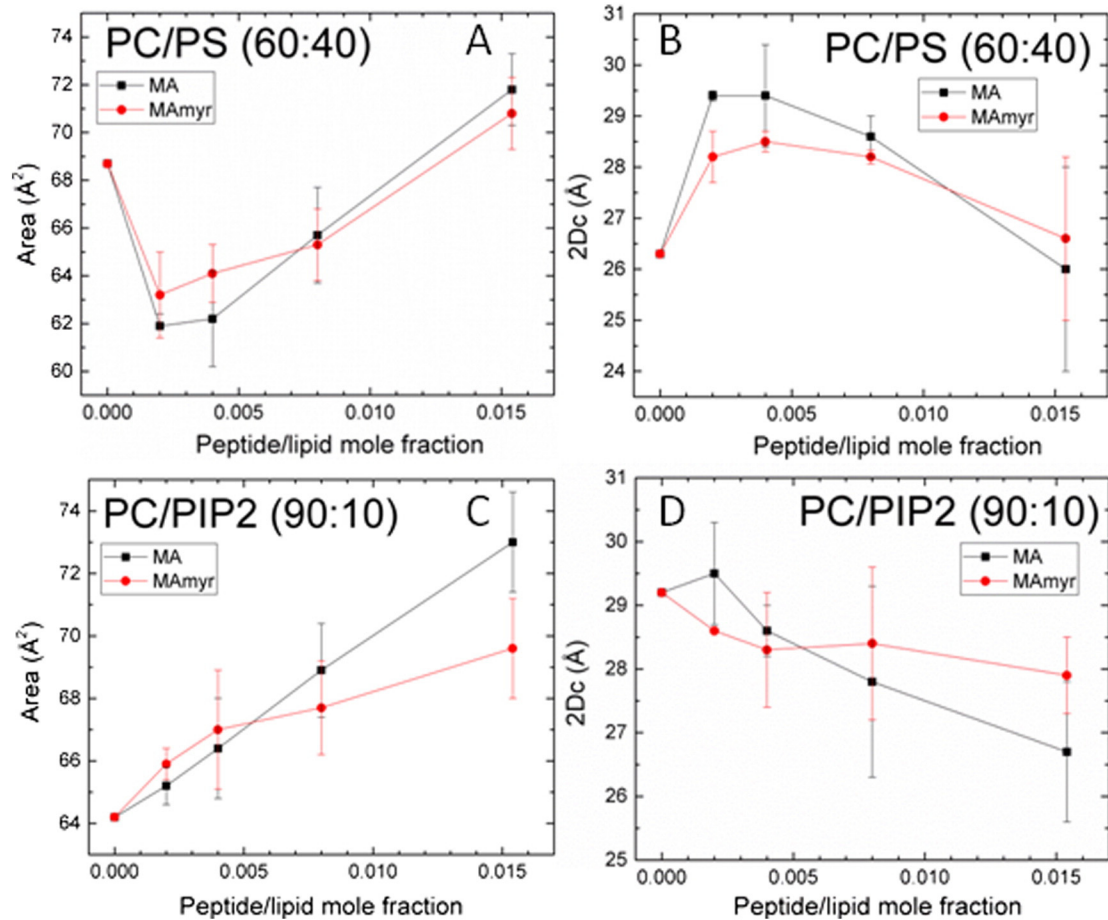 PC/PS (60:40) A
MA
MAmyr
Area (Å²)
74
72
70
68
66
64
62
60
0.000 0.005 0.010 0.015
Peptide/lipid mole fraction
B PC/PS (60:40)
MA
MAmyr
2Dc (Å)
31
30
29
28
27
26
25
24
23
0.000 0.005 0.010 0.015
Peptide/lipid mole fraction
PC/PIP2 (90:10) C
MA
MAmyr
Area (Å²)
74
72
70
68
66
64
0.000 0.005 0.010 0.015
Peptide/lipid mole fraction
D PC/PIP2 (90:10)
MA
MAmyr
2Dc (Å)
31
30
29
28
27
26
25
0.000 0.005 0.010 0.015
Peptide/lipid mole fraction